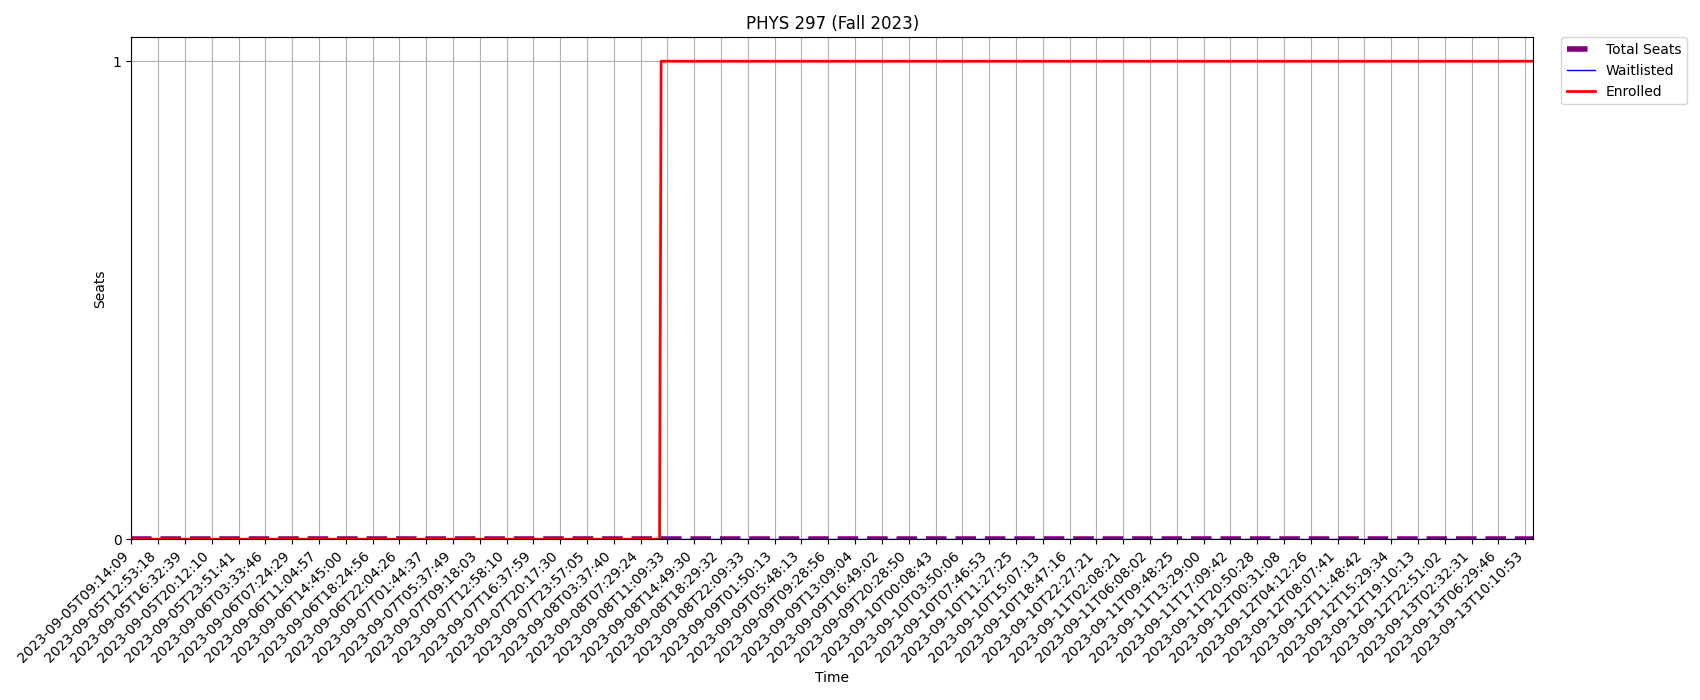 PHYS 297 (Fall 2023)
Total Seats
Waitlisted
Enrolled
1
0
Seats
2023-09-05T09:14:09
2023-09-05T12:53:18
2023-09-05T16:32:39
2023-09-05T20:12:10
2023-09-05T23:51:41
2023-09-06T03:33:46
2023-09-06T07:24:29
2023-09-06T11:04:57
2023-09-06T14:45:00
2023-09-06T18:24:56
2023-09-06T22:04:26
2023-09-07T01:44:37
2023-09-07T05:37:49
2023-09-07T09:18:03
2023-09-07T12:58:10
2023-09-07T16:37:59
2023-09-07T20:17:30
2023-09-07T23:57:05
2023-09-08T03:37:40
2023-09-08T07:29:24
2023-09-08T11:09:33
2023-09-08T14:49:30
2023-09-08T18:29:32
2023-09-08T22:09:33
2023-09-09T01:50:13
2023-09-09T05:48:13
2023-09-09T09:28:56
2023-09-09T13:09:04
2023-09-09T16:49:02
2023-09-09T20:28:50
2023-09-10T00:08:43
2023-09-10T03:50:06
2023-09-10T07:46:53
2023-09-10T11:27:25
2023-09-10T15:07:13
2023-09-10T18:47:16
2023-09-10T22:27:21
2023-09-11T02:08:21
2023-09-11T06:08:02
2023-09-11T09:48:25
2023-09-11T13:29:00
2023-09-11T17:09:42
2023-09-11T20:50:28
2023-09-12T00:31:08
2023-09-12T04:12:26
2023-09-12T08:07:41
2023-09-12T11:48:42
2023-09-12T15:29:34
2023-09-12T19:10:13
2023-09-12T22:51:02
2023-09-13T02:32:31
2023-09-13T06:29:46
2023-09-13T10:10:53
Time